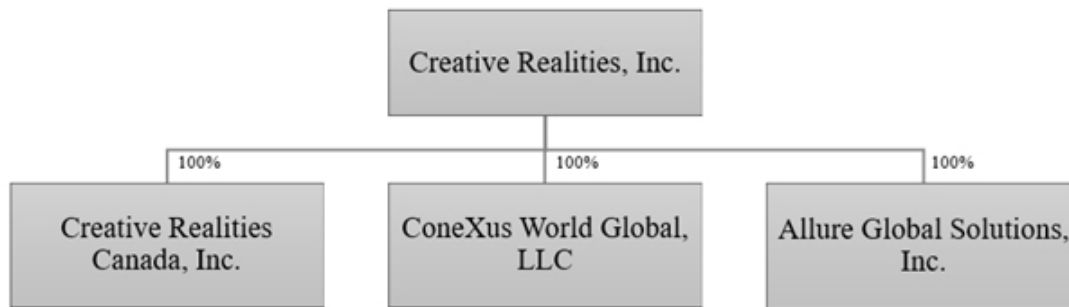 Creative Realities, Inc.
100%
100%
100%
Creative Realities
Canada, Inc.
ConeXus World Global,
LLC
Allure Global Solutions,
Inc.